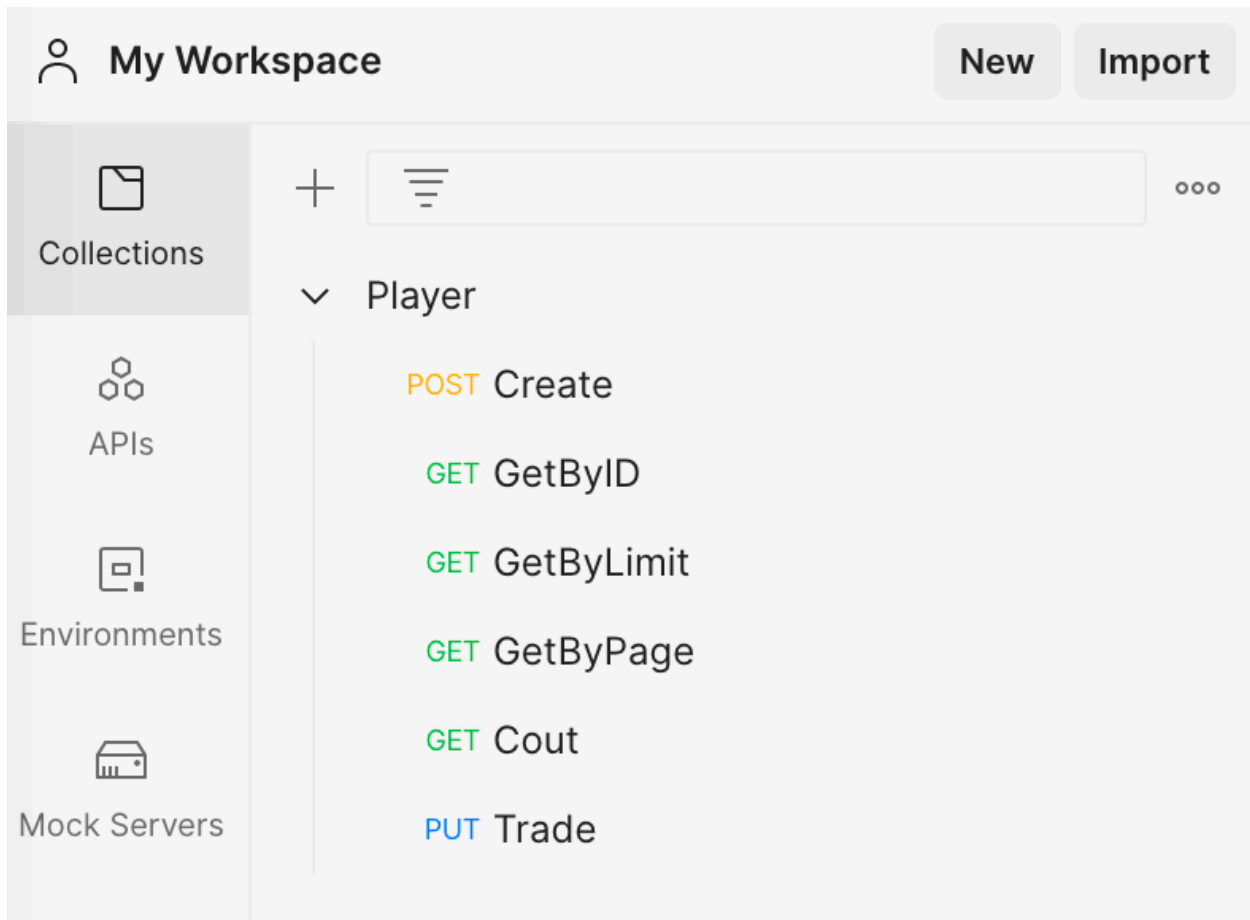 My Workspace
New
Import
Collections
APIs
Environments
Mock Servers
Player
POST Create
GET GetByID
GET GetByLimit
GET GetByPage
GET Cout
PUT Trade